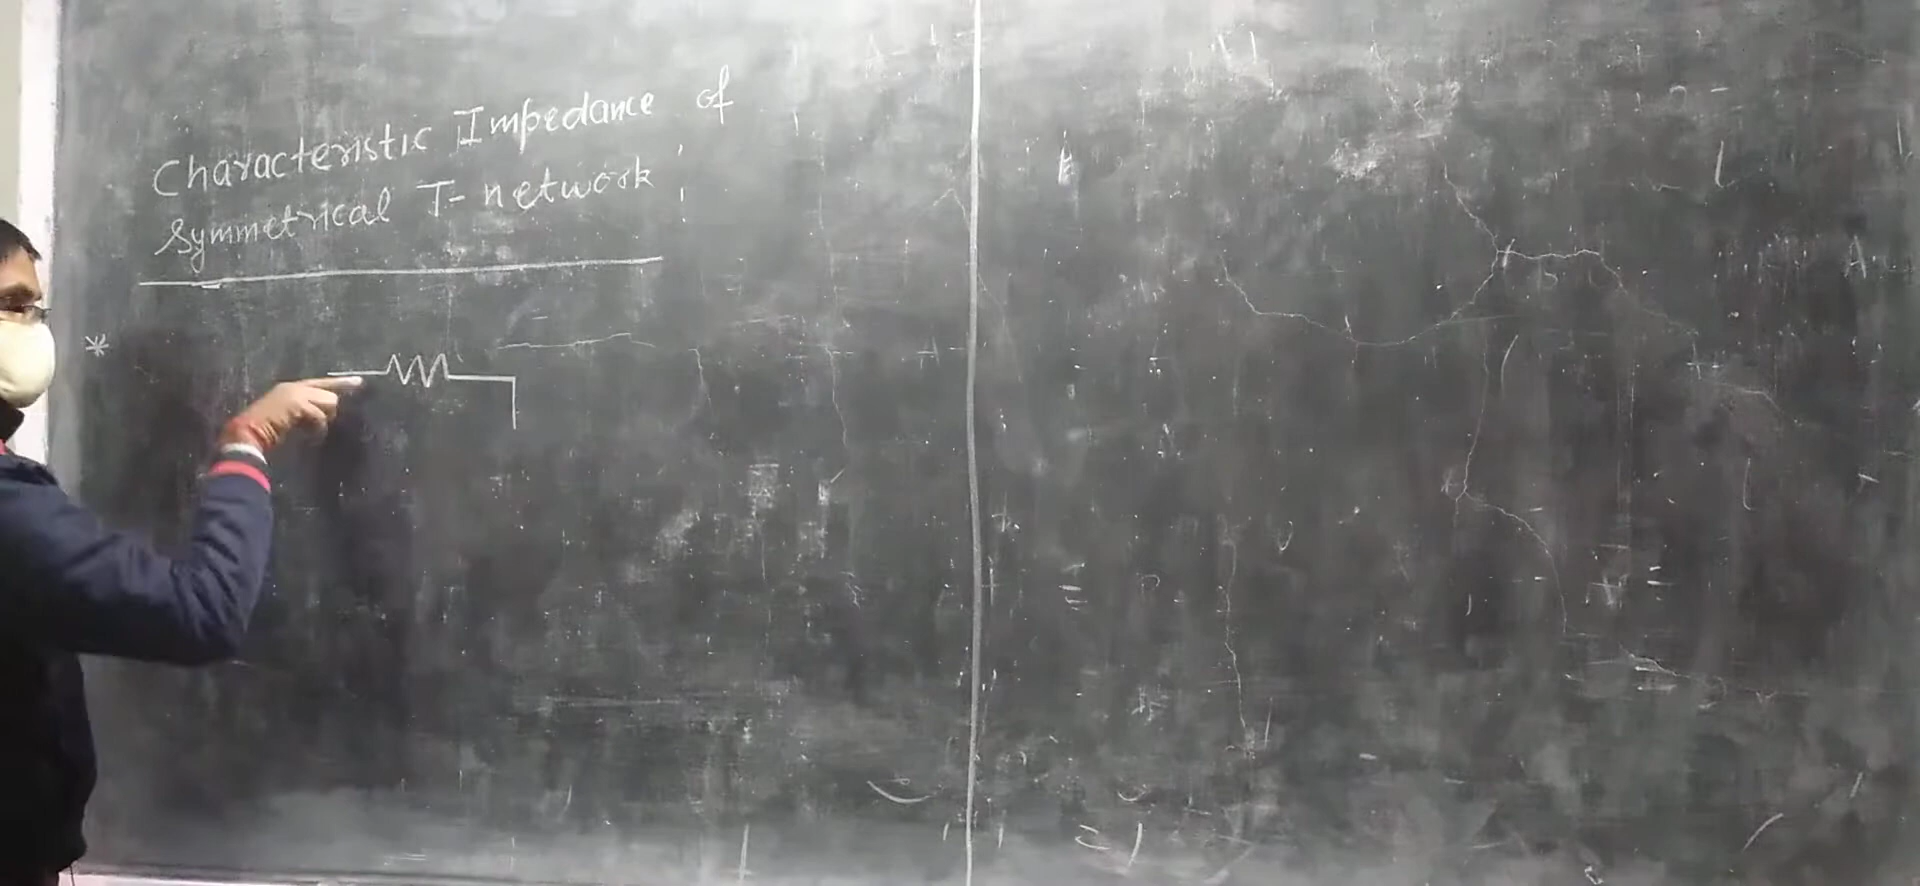 Characteristic Impedance of
Symmetrical T-network :
*